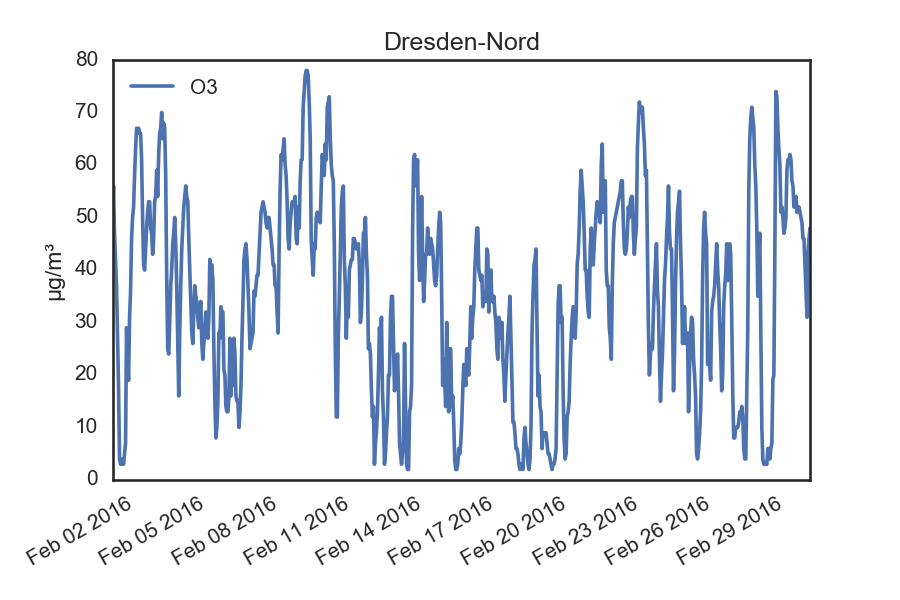 Dresden-Nord
O3
µg/m³
80
70
60
50
40
30
20
10
0
Feb 02 2016
Feb 05 2016
Feb 08 2016
Feb 11 2016
Feb 14 2016
Feb 17 2016
Feb 20 2016
Feb 23 2016
Feb 26 2016
Feb 29 2016